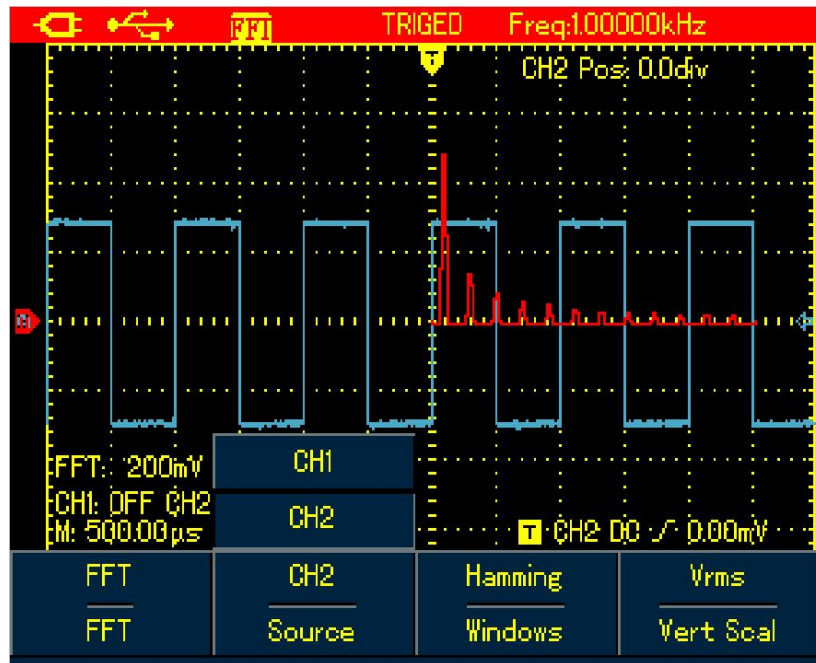 FFT TRIGED Freq:1.00000kHz
T
CH2 Pos: 0.0div
FFT: 200mV
CH1: OFF CH2
M: 500.00μs
T CH2 DC 0.00mV
CH1
CH2
FFT CH2 Hamming Vrms
FFT Source Windows Vert Scal